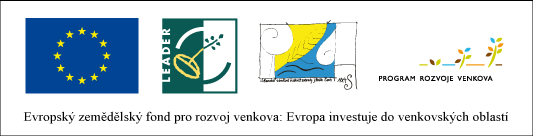 LEADER
PROGRAM ROZVOJE VENKOVA
Evropský zemědělský fond pro rozvoj venkova: Evropa investuje do venkovských oblastí